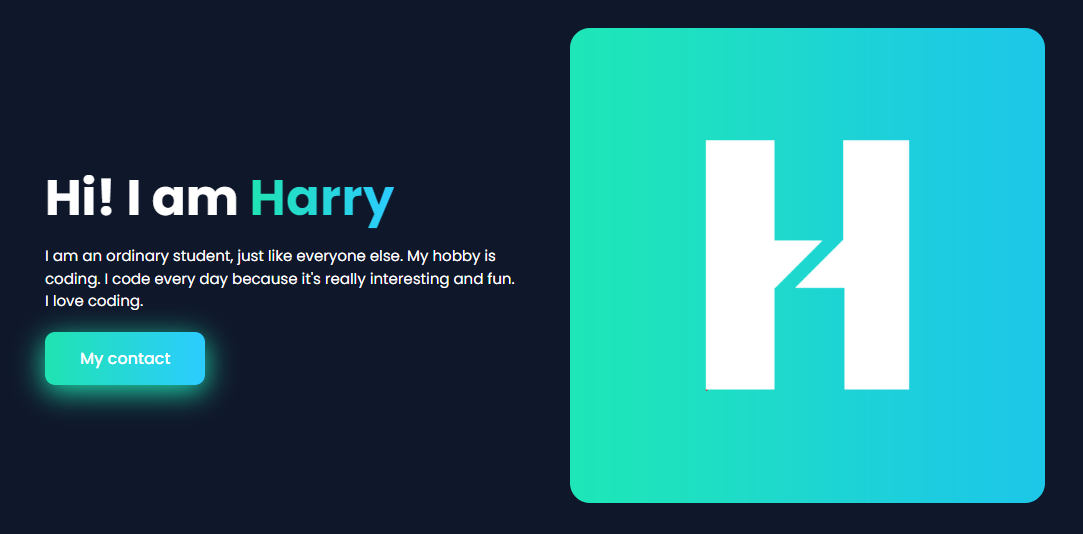 Hi! I am Harry
I am an ordinary student, just like everyone else. My hobby is
coding. I code every day because it's really interesting and fun.
I love coding.
My contact
H